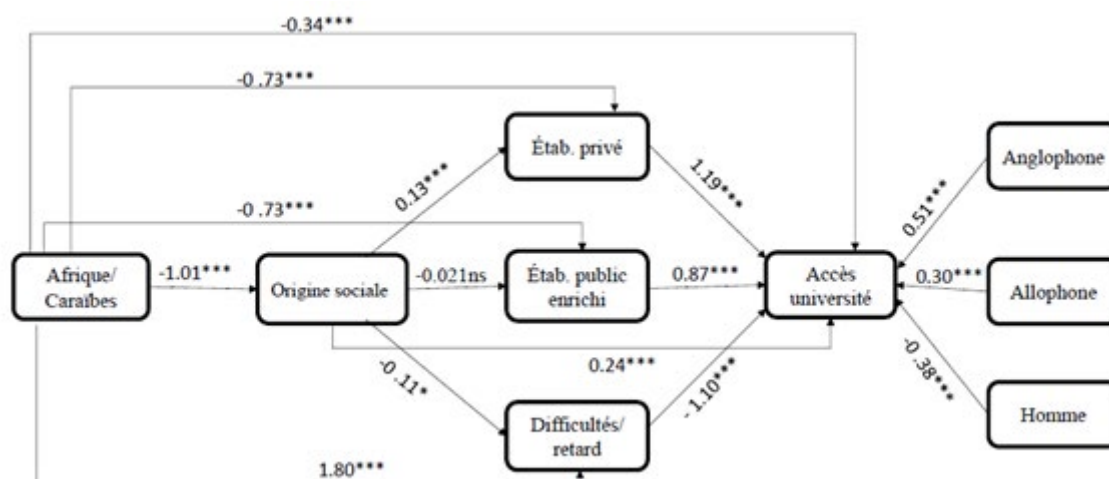 -0.34***
-0 .73***
Étab. privé
Anglophone
0.13***
1.19***
0.51***
-0.73***
Afrique/
Caraïbes
-1.01***
Origine sociale
-0.021ns
Étab. public
enrichi
0.87***
Accès
université
0.30***
Allophone
0.24***
-0 .11*
- 1.10***
-0.38***
Difficultés/
retard
Homme
1.80***